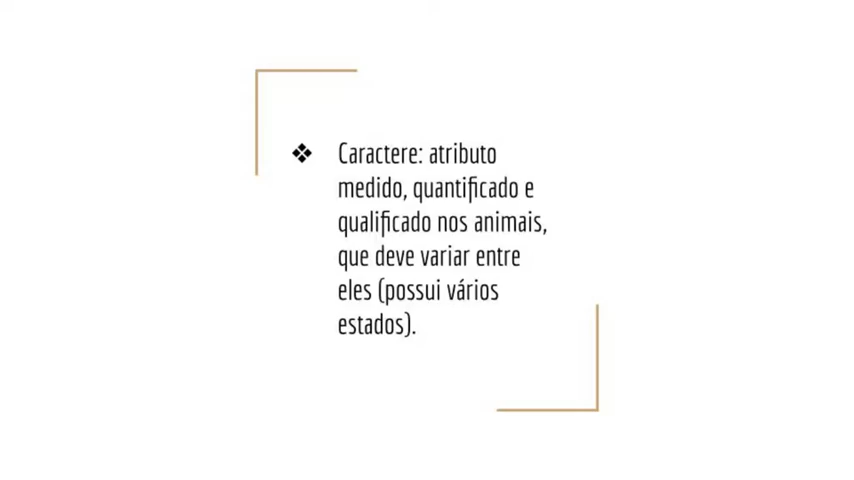 ❖ Caractere: atributo
medido, quantificado e
qualificado nos animais,
que deve variar entre
eles (possui vários
estados).